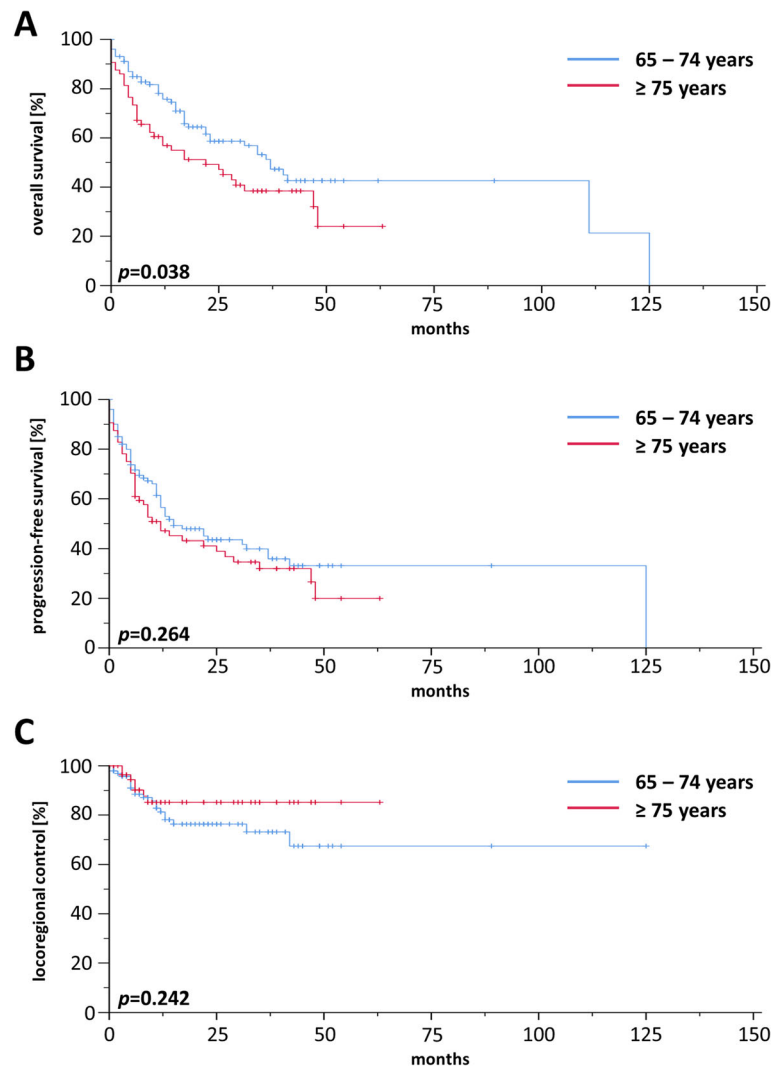 A
overall survival [%]
100
80
60
40
20
0
65 – 74 years
≥ 75 years
p=0.038
0 25 50 75 100 125 150
months
B
progression-free survival [%]
100
80
60
40
20
0
65 – 74 years
≥ 75 years
p=0.264
0 25 50 75 100 125 150
months
C
locoregional control [%]
100
80
60
40
20
0
65 – 74 years
≥ 75 years
p=0.242
0 25 50 75 100 125 150
months